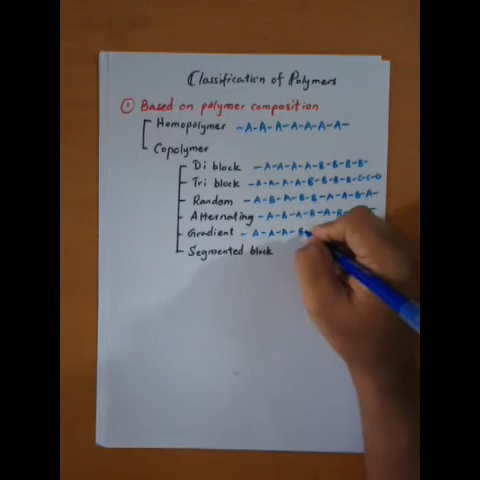 Classification of Polymers
① Based on polymer composition
Homopolymer -A-A-A-A-A-A-A-
Copolymer
Di block -A-A-A-A-B-B-B-B-
Tri block -A-A-A-A-B-B-B-B-C-C-C
Random -A-B-A-B-B-A-A-B-A-
Alternating -A-B-A-B-A-B
Gradient -A-A-A-B
Segmented block